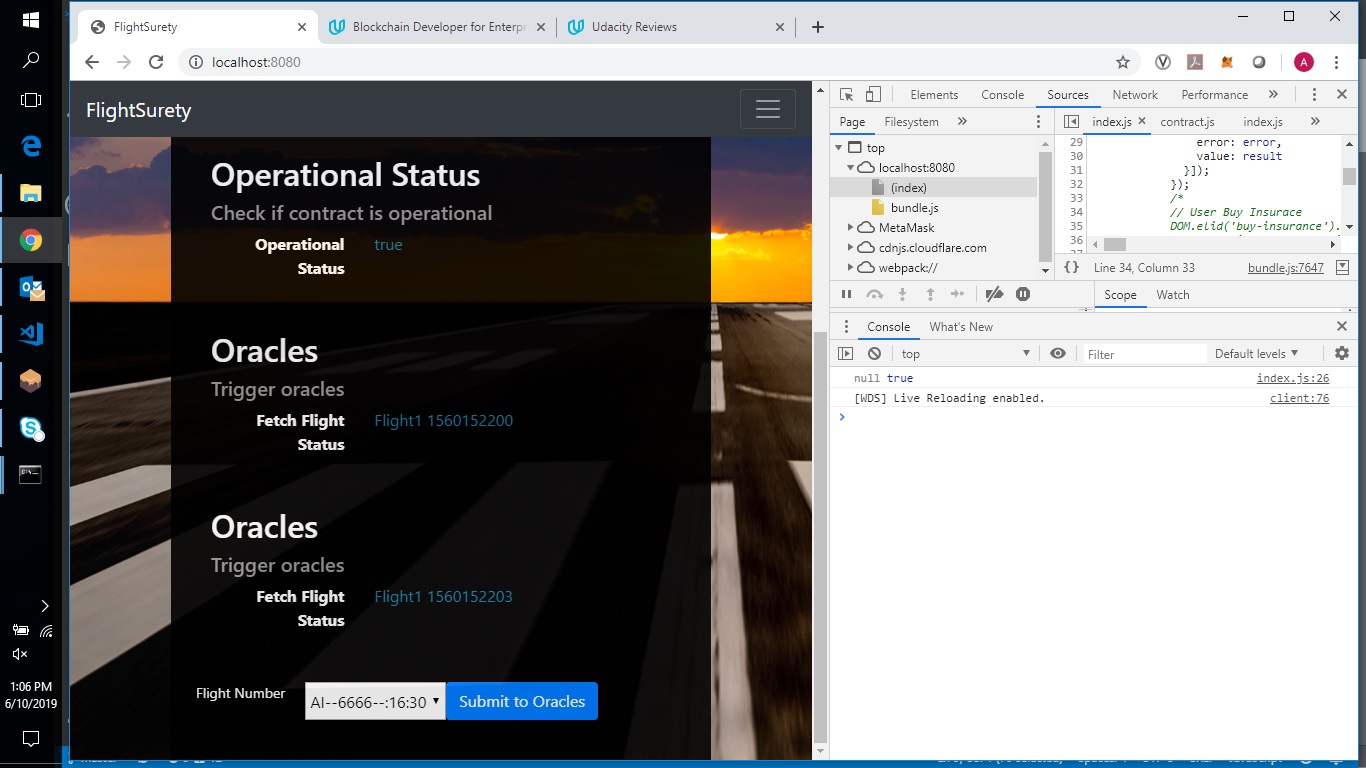 FlightSurety
Blockchain Developer for Enterpr
Udacity Reviews
localhost:8080
FlightSurety
Operational Status
Check if contract is operational
Operational Status
true
Oracles
Trigger oracles
Fetch Flight Status
Flight1 1560152200
Oracles
Trigger oracles
Fetch Flight Status
Flight1 1560152203
Flight Number
AI--6666--:16:30
Submit to Oracles
Elements
Console
Sources
Network
Performance
Page
Filesystem
index.js
contract.js
index.js
top
localhost:8080
(index)
bundle.js
MetaMask
cdnjs.cloudflare.com
webpack://
29 error: error,
30 value: result
31 }]);
32 });
33 /*
34 // User Buy Insurace
35 DOM.elid('buy-insurance').
36
{} Line 34, Column 33
bundle.js:7647
Scope
Watch
Console
What's New
top
Filter
Default levels
null true
index.js:26
[WDS] Live Reloading enabled.
client:76
A
1:06 PM
6/10/2019